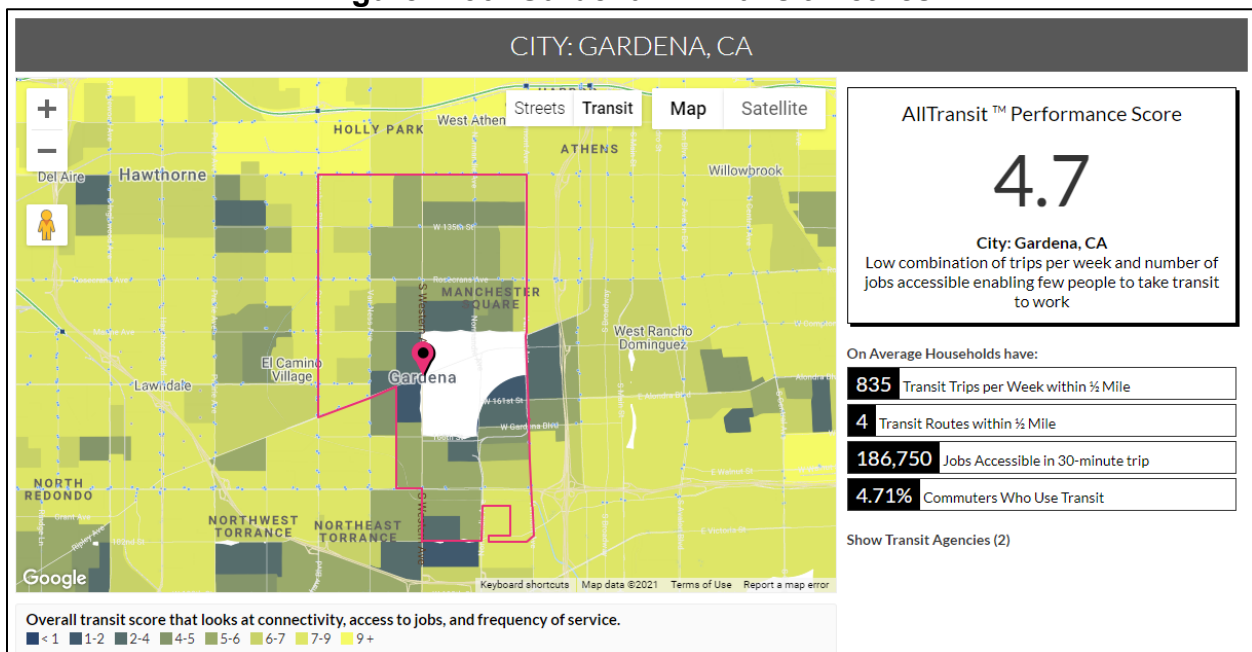 CITY: GARDENA, CA
Streets
Transit
Map
Satellite
West Athen
HOLLY PARK
ATHENS
Del Aire
Hawthorne
Willowbrook
W 135th St
MANCHESTER
SQUARE
West Rancho
Dominguez
El Camino
Village
Gardena
Lawndale
W 161st St
W Gardena Blvd
NORTH
REDONDO
NORTHWEST
TORRANCE
NORTHEAST
TORRANCE
Google
Keyboard shortcuts
Map data ©2021
Terms of Use
Report a map error
Overall transit score that looks at connectivity, access to jobs, and frequency of service.
< 1 1-2 2-4 4-5 5-6 6-7 7-9 9 +
AllTransit ™ Performance Score
4.7
City: Gardena, CA
Low combination of trips per week and number of
jobs accessible enabling few people to take transit
to work
On Average Households have:
835 Transit Trips per Week within ½ Mile
4 Transit Routes within ½ Mile
186,750 Jobs Accessible in 30-minute trip
4.71% Commuters Who Use Transit
Show Transit Agencies (2)